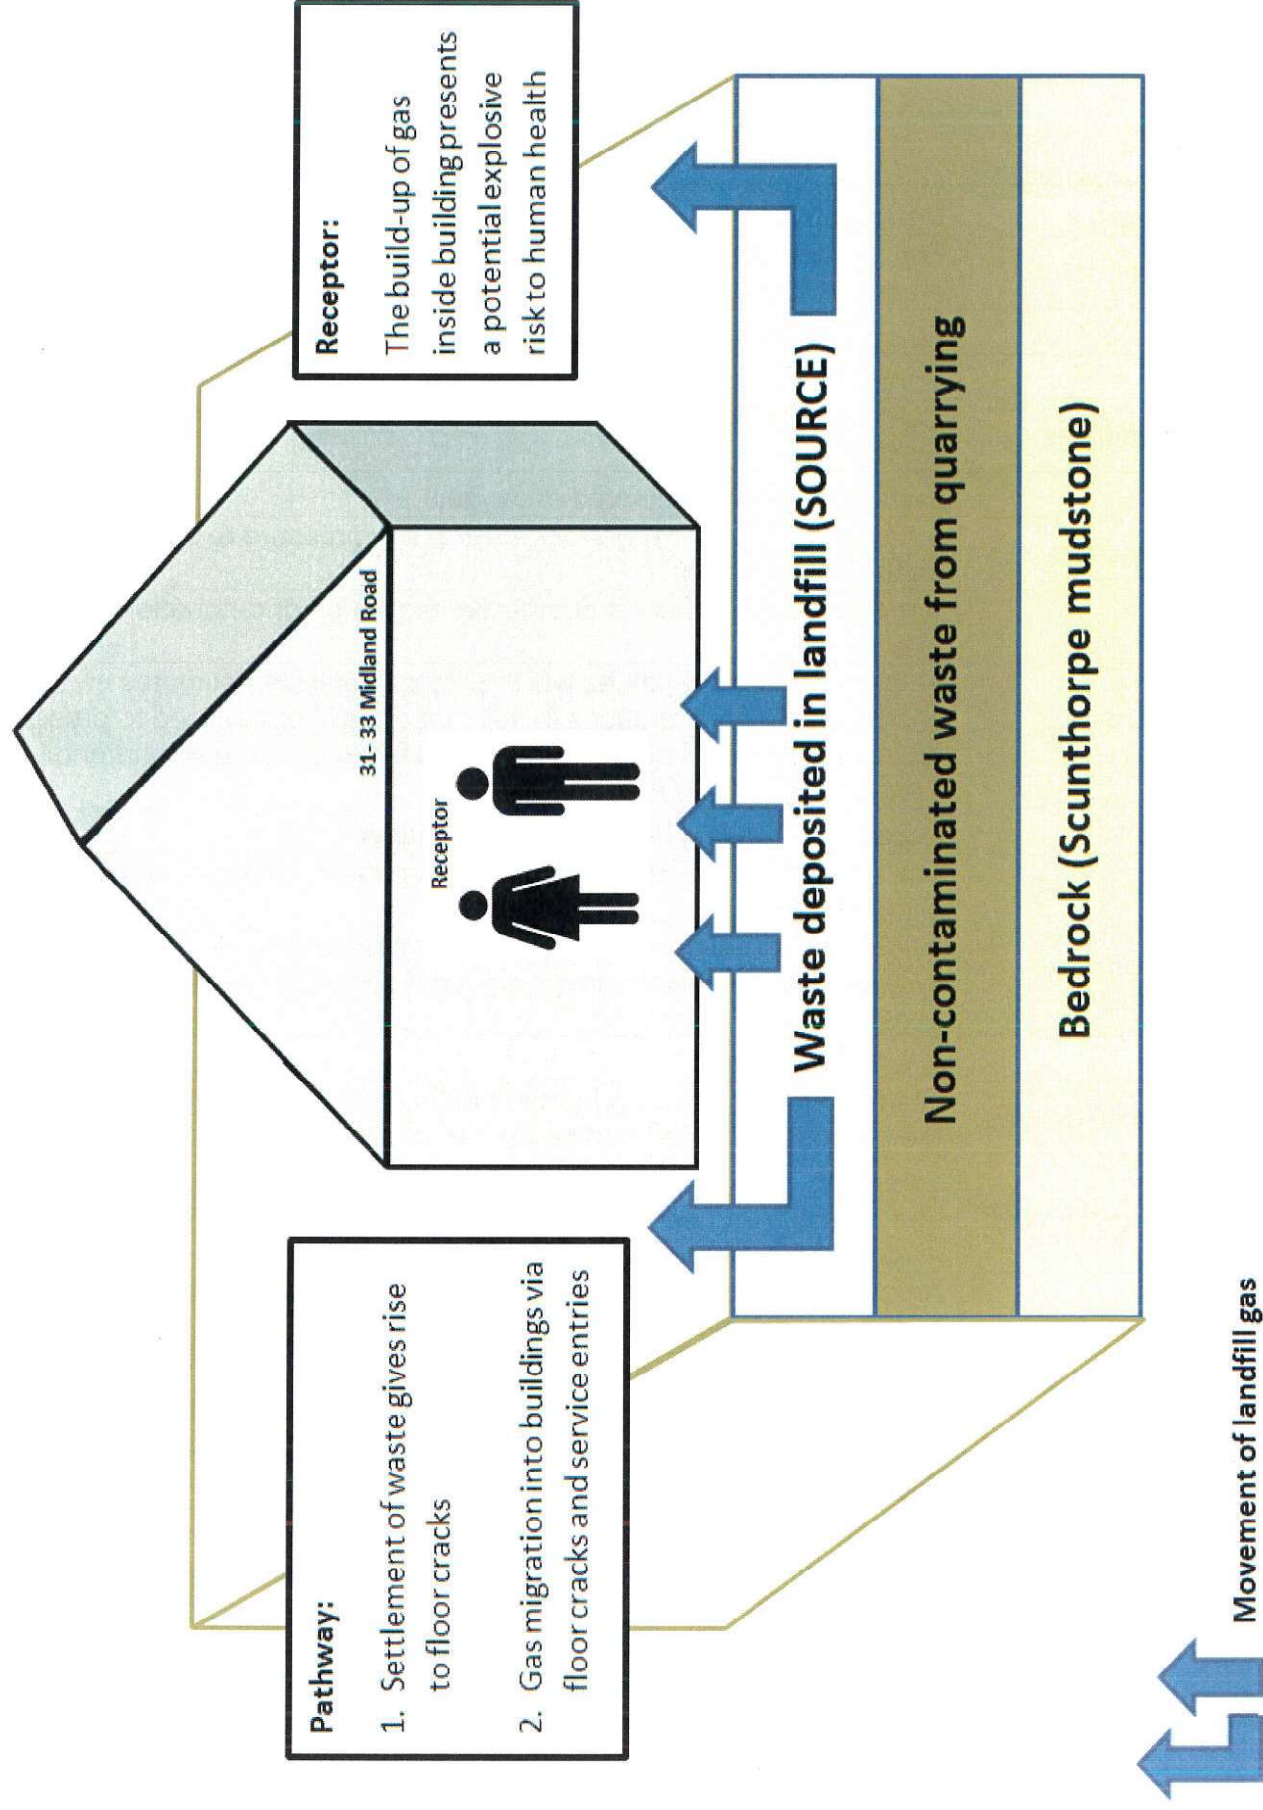 Pathway:
1. Settlement of waste gives rise
to floor cracks
2. Gas migration into buildings via
floor cracks and service entries
31- 33 Midland Road
Receptor
Receptor:
The build-up of gas
inside building presents
a potential explosive
risk to human health
Waste deposited in landfill (SOURCE)
Non-contaminated waste from quarrying
Bedrock (Scunthorpe mudstone)
Movement of landfill gas